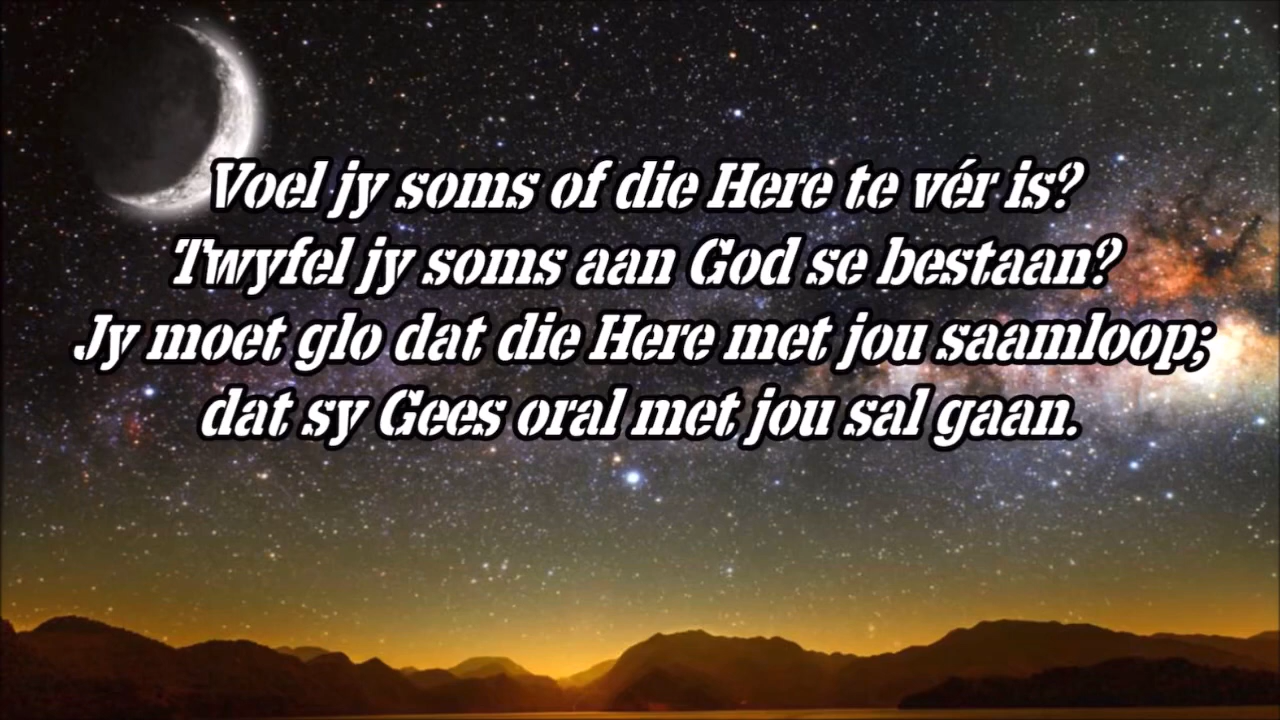 Voel jy soms of die Here te vér is?
Twyfel jy soms aan God se bestaan?
Jy moet glo dat die Here met jou saamloop;
dat sy Gees oral met jou sal gaan.